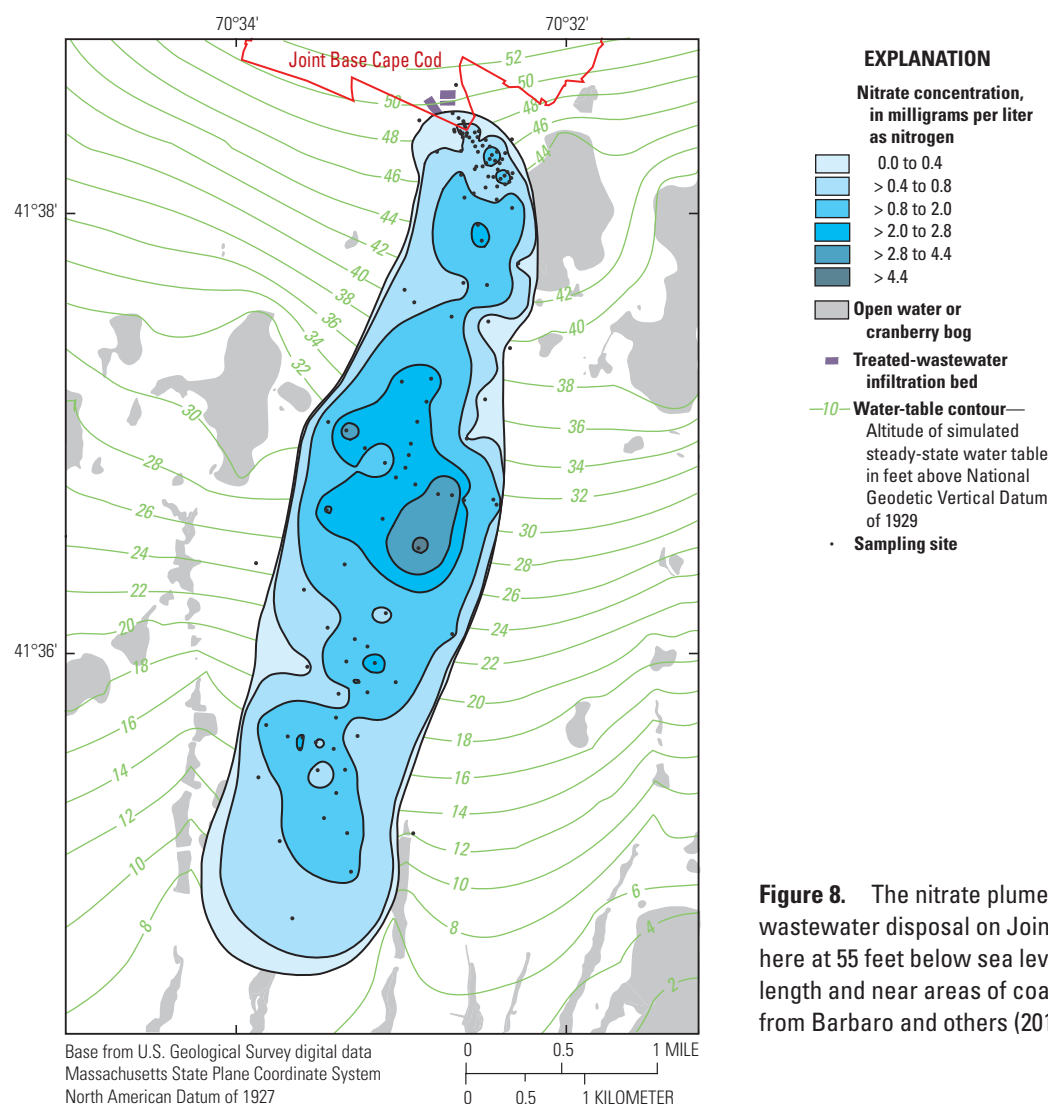 70°34'
70°32'
Joint Base Cape Cod
52
50
50
48
48
46
46
44
41°38'
44
42
40
38
36
34
32
30
28
26
24
22
20
18
16
14
12
10
8
42
40
38
36
34
32
30
28
26
24
22
20
18
16
14
12
10
8
6
4
2
41°36'
EXPLANATION
Nitrate concentration,
in milligrams per liter
as nitrogen
0.0 to 0.4
> 0.4 to 0.8
> 0.8 to 2.0
> 2.0 to 2.8
> 2.8 to 4.4
> 4.4
Open water or
cranberry bog
Treated-wastewater
infiltration bed
10 Water-table contour—
Altitude of simulated
steady-state water table
in feet above National
Geodetic Vertical Datum
of 1929
Sampling site
Figure 8. The nitrate plume
wastewater disposal on Join
here at 55 feet below sea lev
length and near areas of coa
from Barbaro and others (201
Base from U.S. Geological Survey digital data
Massachusetts State Plane Coordinate System
North American Datum of 1927
0 0.5 1 MILE
0 0.5 1 KILOMETER